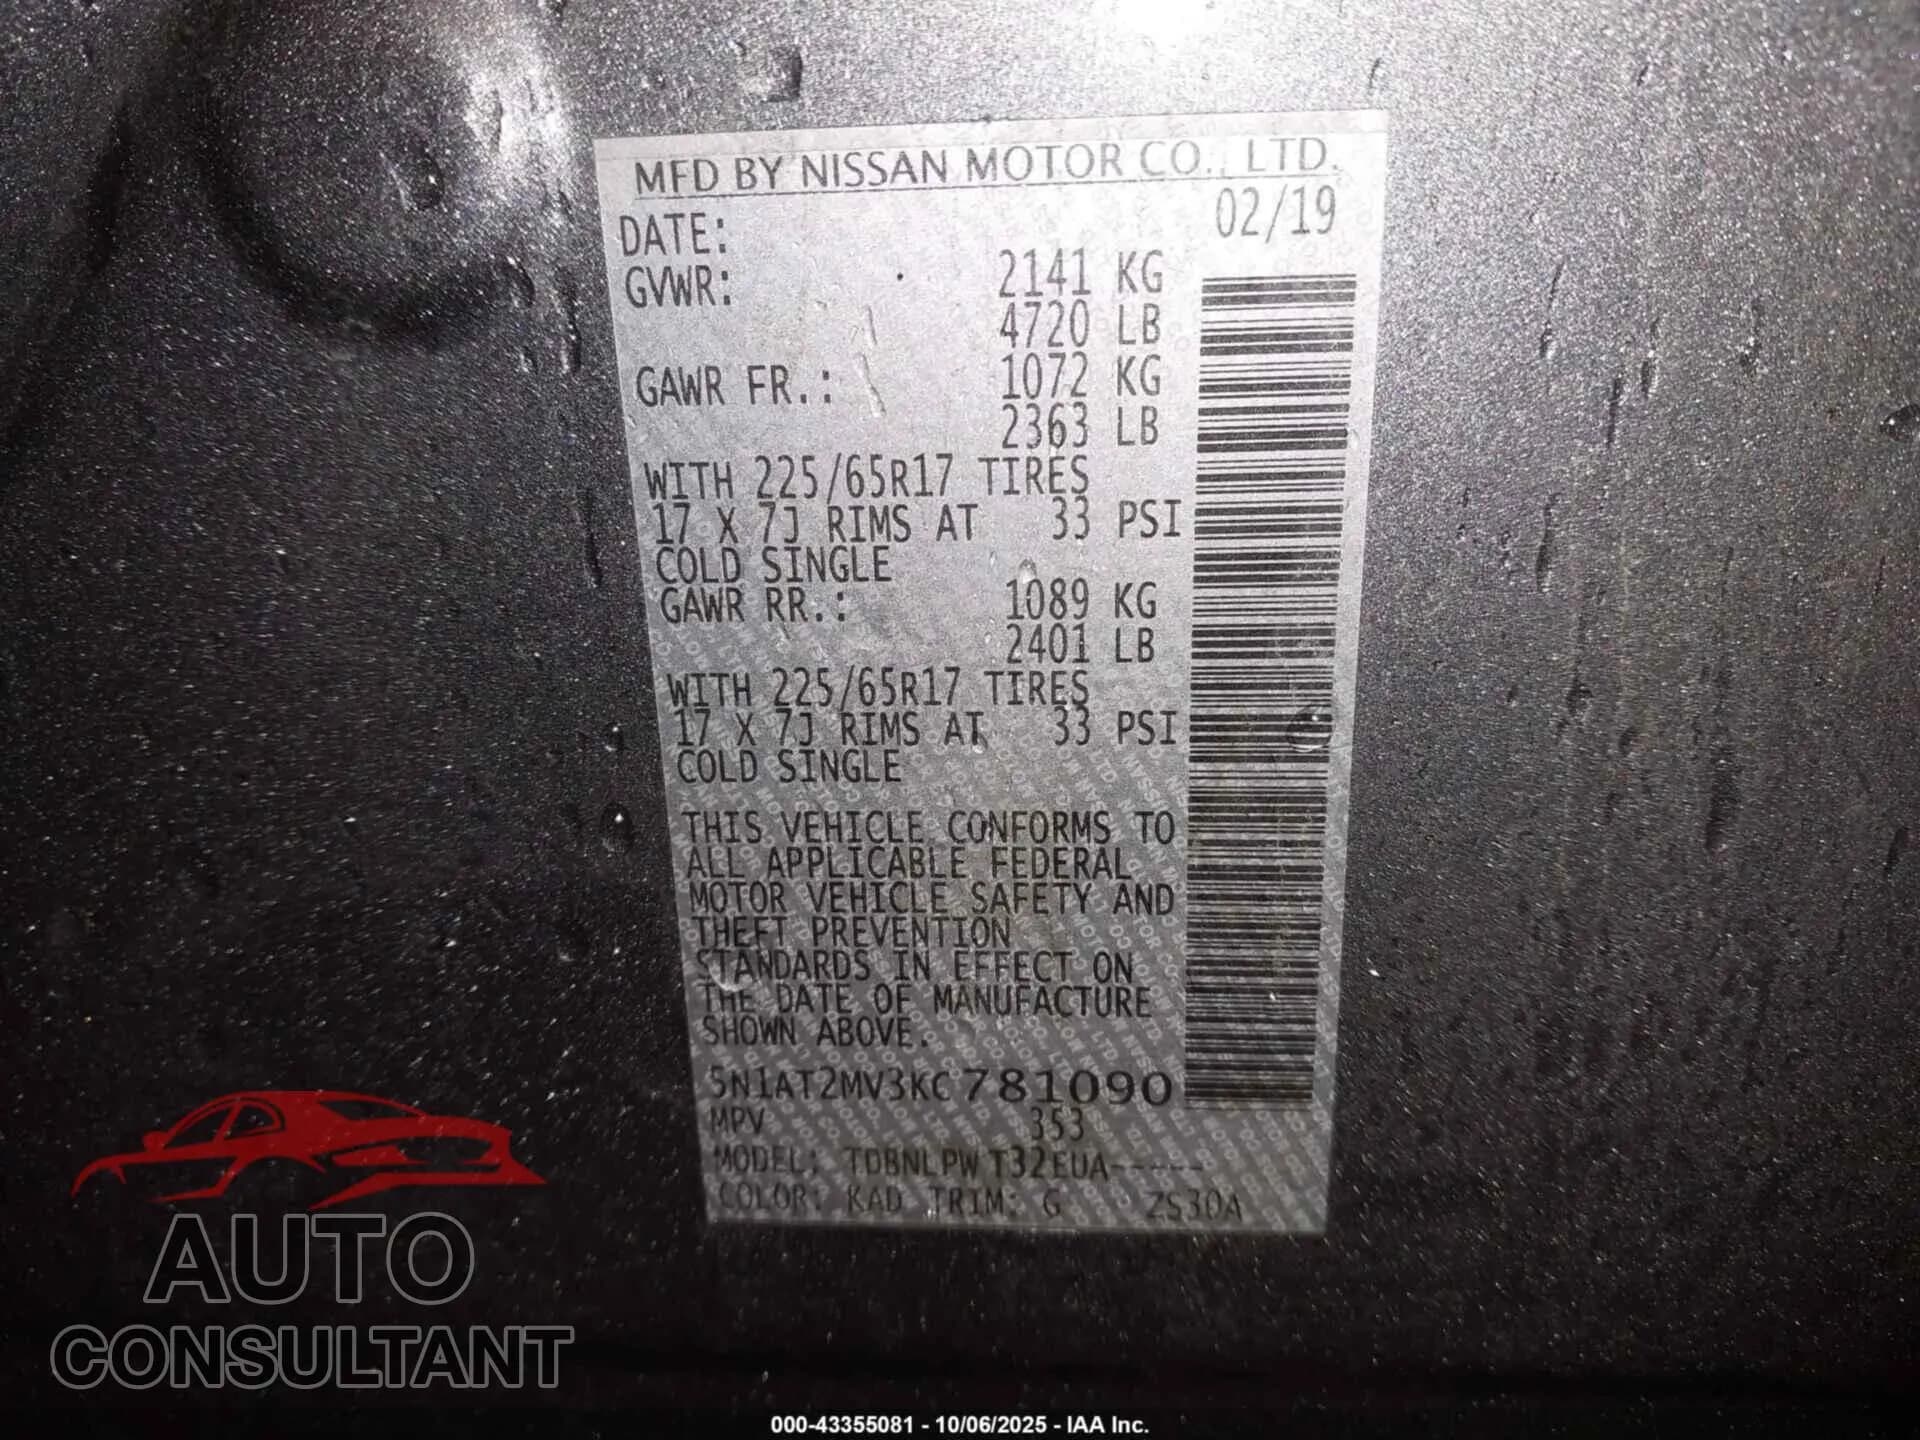 MFD BY NISSAN MOTOR CO., LTD.
DATE: 02/19
GVWR: 2141 KG
4720 LB
GAWR FR.: 1072 KG
2363 LB
WITH 225/65R17 TIRES
17 X 7J RIMS AT 33 PSI
COLD SINGLE
GAWR RR.: 1089 KG
2401 LB
WITH 225/65R17 TIRES
17 X 7J RIMS AT 33 PSI
COLD SINGLE
THIS VEHICLE CONFORMS TO
ALL APPLICABLE FEDERAL
MOTOR VEHICLE SAFETY AND
THEFT PREVENTION
STANDARDS IN EFFECT ON
THE DATE OF MANUFACTURE
SHOWN ABOVE.
5N1AT2MV3KC781090
MPV 353
MODEL: TDBNLPW T32EUA-----
COLOR: KAD TRIM: G ZS30A
AUTO
CONSULTANT
000-43355081 - 10/06/2025 - IAA Inc.